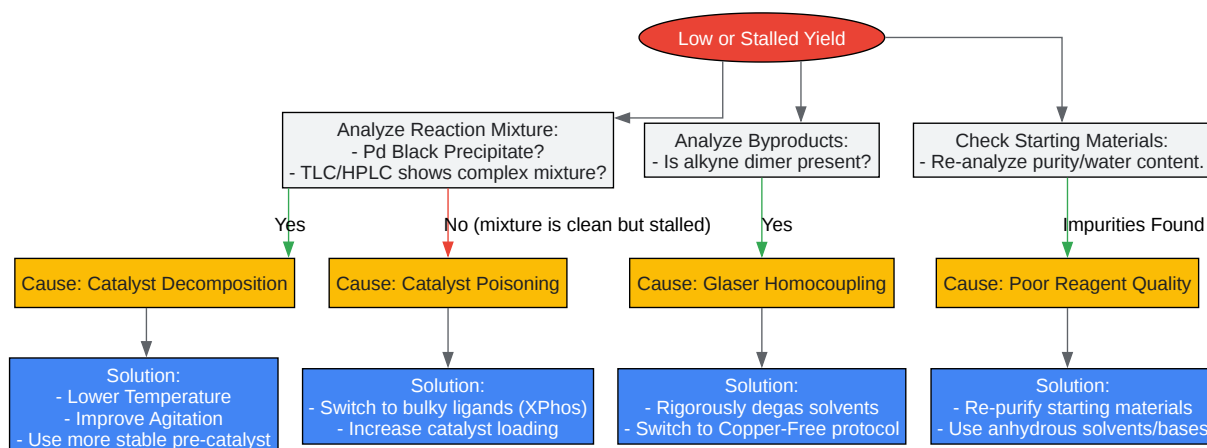 Low or Stalled Yield
Analyze Reaction Mixture:
- Pd Black Precipitate?
- TLC/HPLC shows complex mixture?
Analyze Byproducts:
- Is alkyne dimer present?
Check Starting Materials:
- Re-analyze purity/water content.
Yes
No (mixture is clean but stalled)
Yes
Impurities Found
Cause: Catalyst Decomposition
Cause: Catalyst Poisoning
Cause: Glaser Homocoupling
Cause: Poor Reagent Quality
Solution:
- Lower Temperature
- Improve Agitation
- Use more stable pre-catalyst
Solution:
- Switch to bulky ligands (XPhos)
- Increase catalyst loading
Solution:
- Rigorously degas solvents
- Switch to Copper-Free protocol
Solution:
- Re-purify starting materials
- Use anhydrous solvents/bases